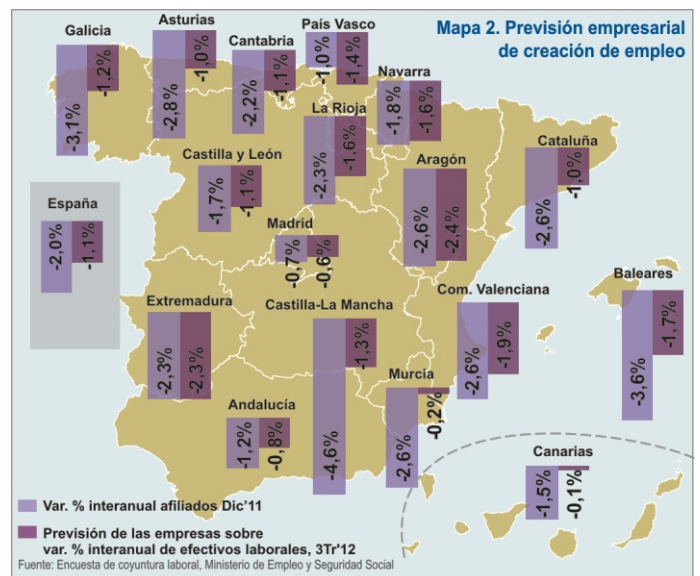 Mapa 2. Previsión empresarial
de creación de empleo
Galicia
-3,1%
-1,2%
Asturias
-2,8%
-1,0%
Cantabria
-2,2%
-1,1%
País Vasco
-1,0%
-1,4%
Navarra
-1,8%
-1,6%
La Rioja
-2,3%
-1,6%
Castilla y León
-1,7%
-1,1%
Aragón
-2,6%
-2,4%
Cataluña
-2,6%
-1,0%
España
-2,0%
-1,1%
Madrid
-0,7%
-0,6%
Baleares
-3,6%
-1,7%
Extremadura
-2,3%
-2,3%
Castilla-La Mancha
-4,6%
-1,3%
Com. Valenciana
-2,6%
-1,9%
Murcia
-2,6%
-0,2%
Andalucía
-1,2%
-0,8%
Canarias
-1,5%
-0,1%
Var. % interanual afiliados Dic'11
Previsión de las empresas sobre
var. % interanual de efectivos laborales, 3Tr'12
Fuente: Encuesta de coyuntura laboral, Ministerio de Empleo y Seguridad Social